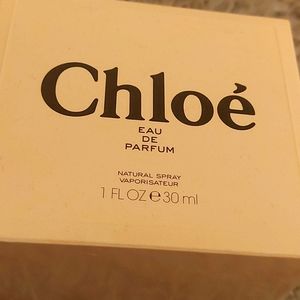 Chloé
EAU
DE
PARFUM
NATURAL SPRAY
VAPORISATEUR
1 FL OZ ℮ 30 ml